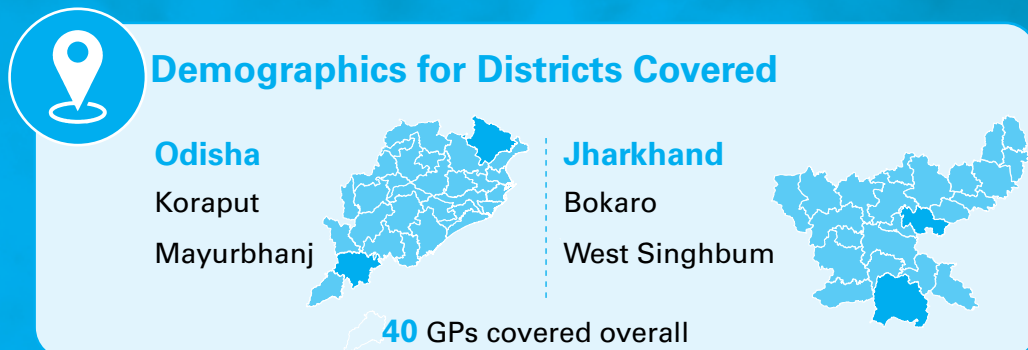 Demographics for Districts Covered
Odisha
Koraput
Mayurbhanj
Jharkhand
Bokaro
West Singhbum
40 GPs covered overall